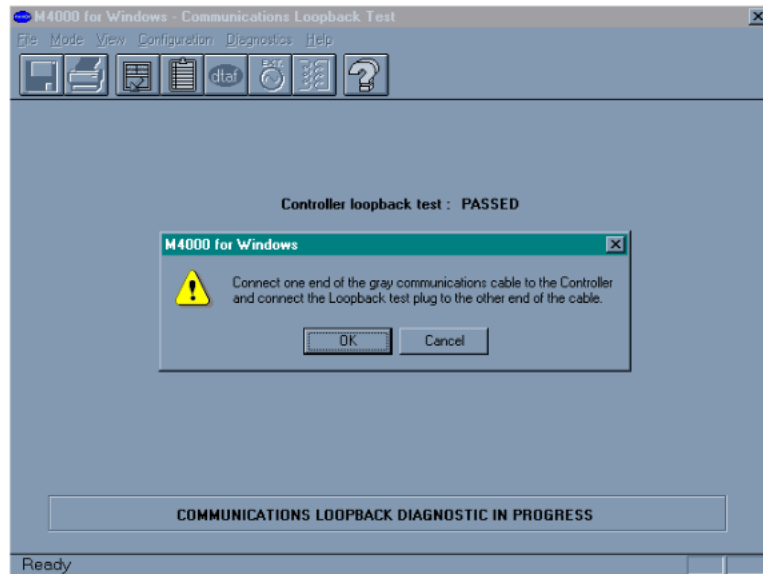 M4000 for Windows - Communications Loopback Test
File Mode View Configuration Diagnostics Help
dtaf
EXT.
Controller loopback test : PASSED
M4000 for Windows
Connect one end of the gray communications cable to the Controller
and connect the Loopback test plug to the other end of the cable.
OK Cancel
COMMUNICATIONS LOOPBACK DIAGNOSTIC IN PROGRESS
Ready